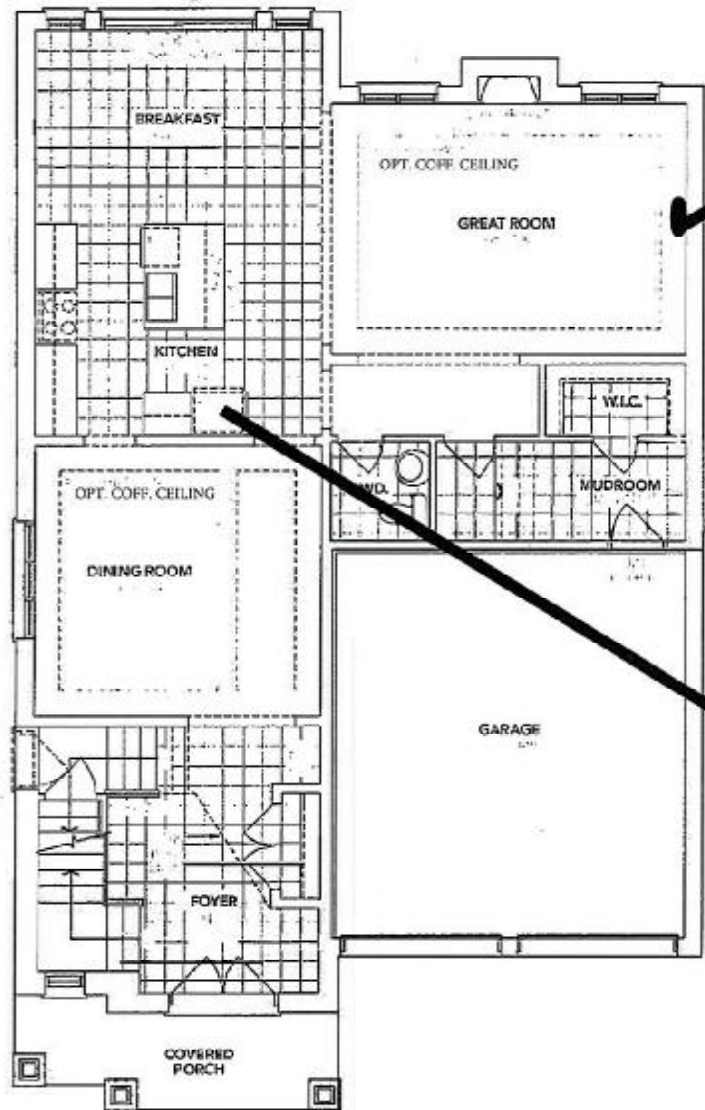 BREAKFAST
OPT. COFF. CEILING
GREAT ROOM
KITCHEN
W.I.C.
OPT. COFF. CEILING
MUDROOM
DINING ROOM
GARAGE
FOYER
COVERED
PORCH